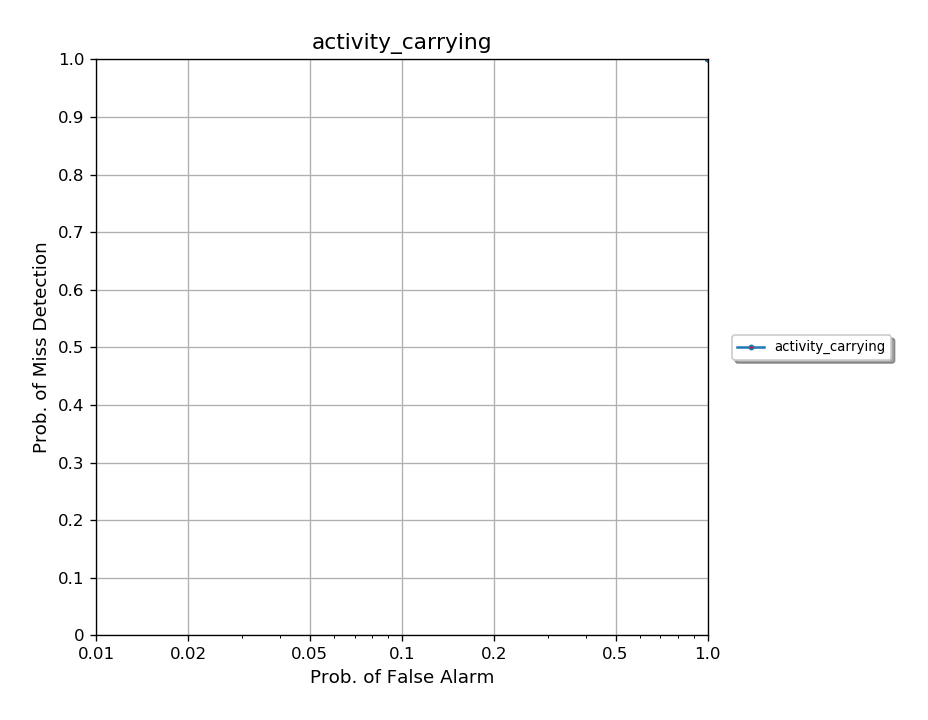 activity_carrying
1.0
0.9
0.8
0.7
0.6
0.5
0.4
0.3
0.2
0.1
0
Prob. of Miss Detection
0.01 0.02 0.05 0.1 0.2 0.5 1.0
Prob. of False Alarm
activity_carrying